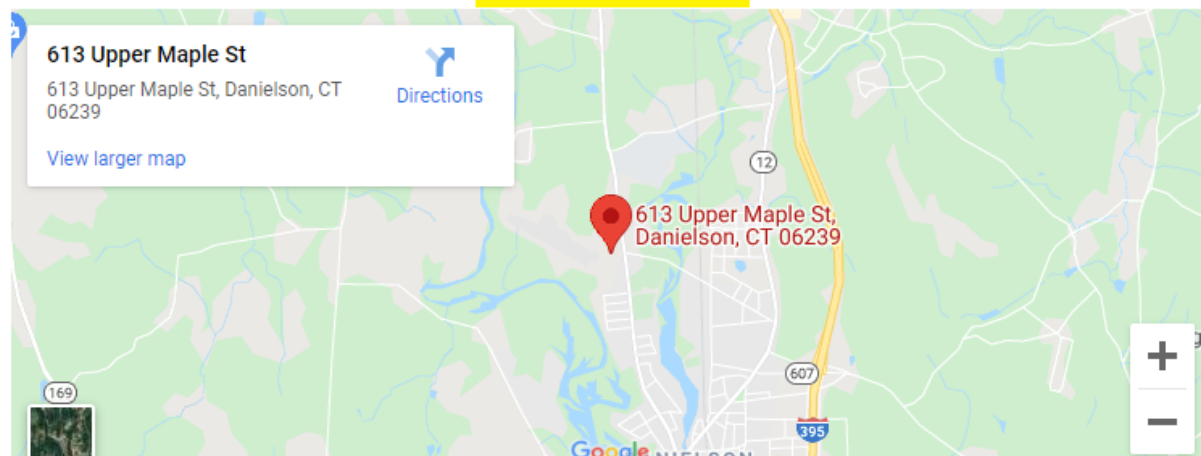 613 Upper Maple St
613 Upper Maple St, Danielson, CT
06239
Directions
View larger map
12
613 Upper Maple St,
Danielson, CT 06239
607
169
395
Google
NIELSON
+
−